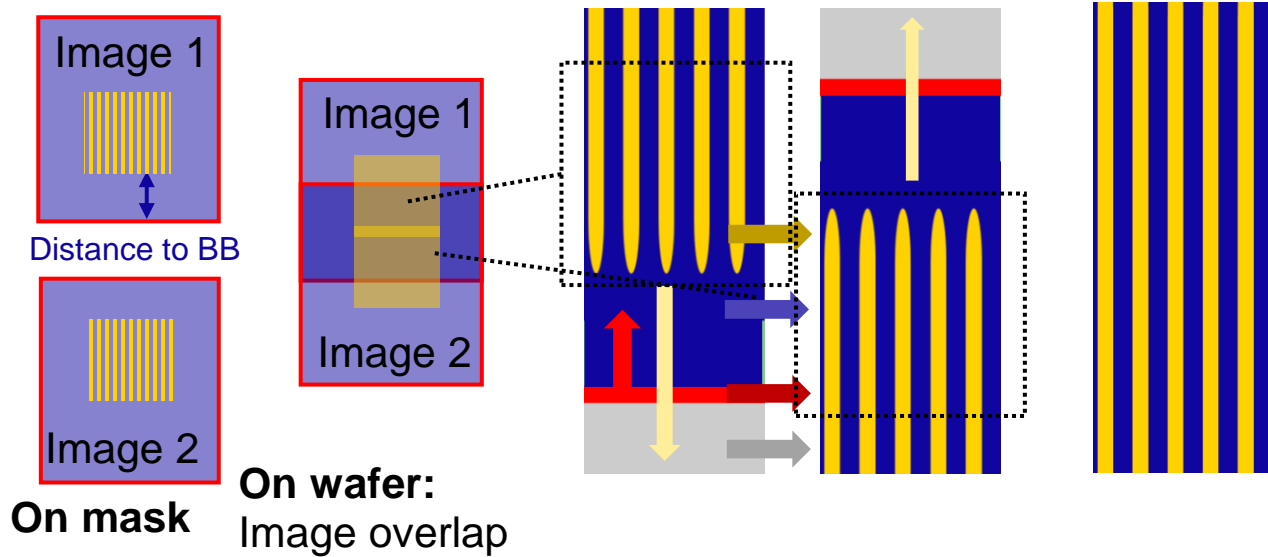 Image 1
Distance to BB
Image 2
On mask
Image 1
Image 2
On wafer:
Image overlap